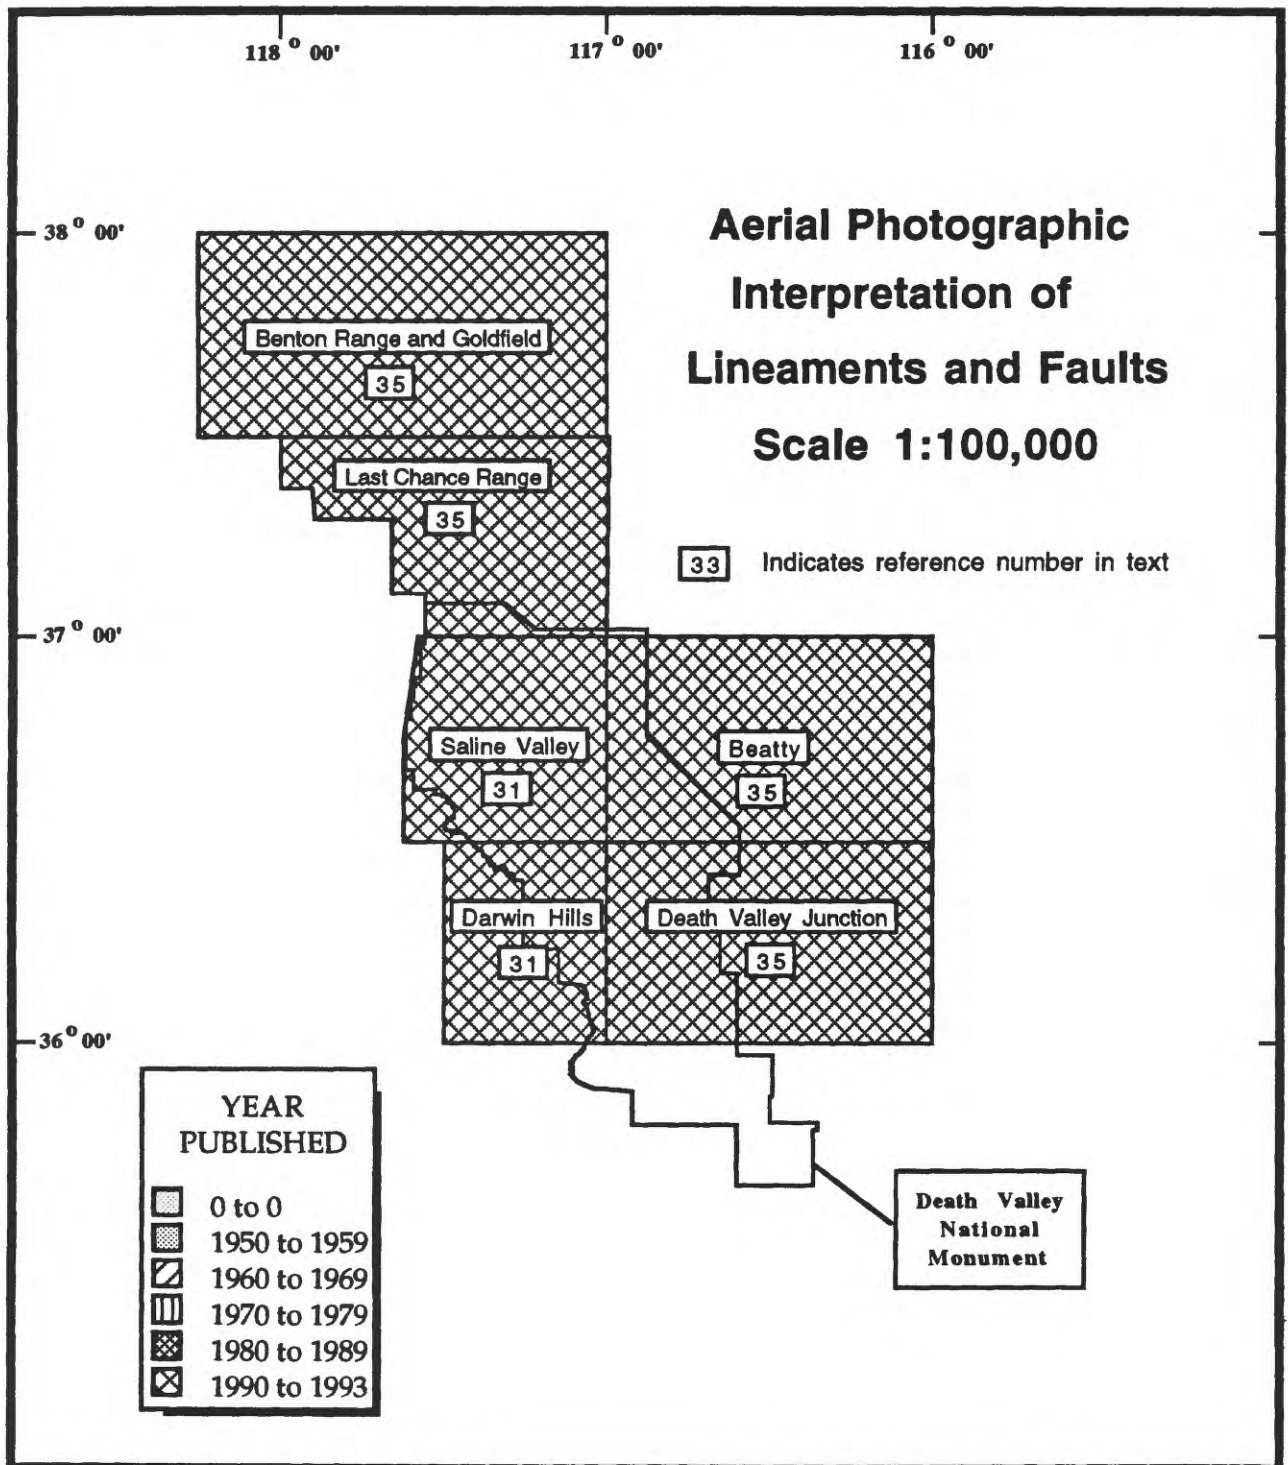 118° 00'
117° 00'
116° 00'
38° 00'
Aerial Photographic
Interpretation of
Lineaments and Faults
Scale 1:100,000
Benton Range and Goldfield
35
Last Chance Range
35
33 Indicates reference number in text
37° 00'
Saline Valley
31
Beatty
35
Darwin Hills
31
Death Valley Junction
35
36° 00'
YEAR
PUBLISHED
0 to 0
1950 to 1959
1960 to 1969
1970 to 1979
1980 to 1989
1990 to 1993
Death Valley
National
Monument